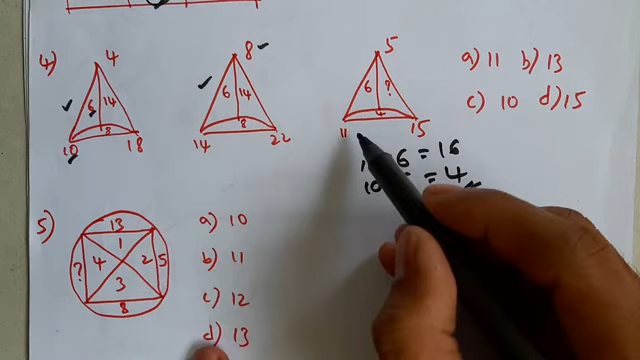 4) 4 6 14 8 10 18
8 6 14 8 14 22
5 6 ? 4 11 15
a) 11 b) 13
c) 10 d) 15
6 = 16
10 = 4
5) 13 1 4 2 3 ? 5 8
a) 10
b) 11
c) 12
d) 13